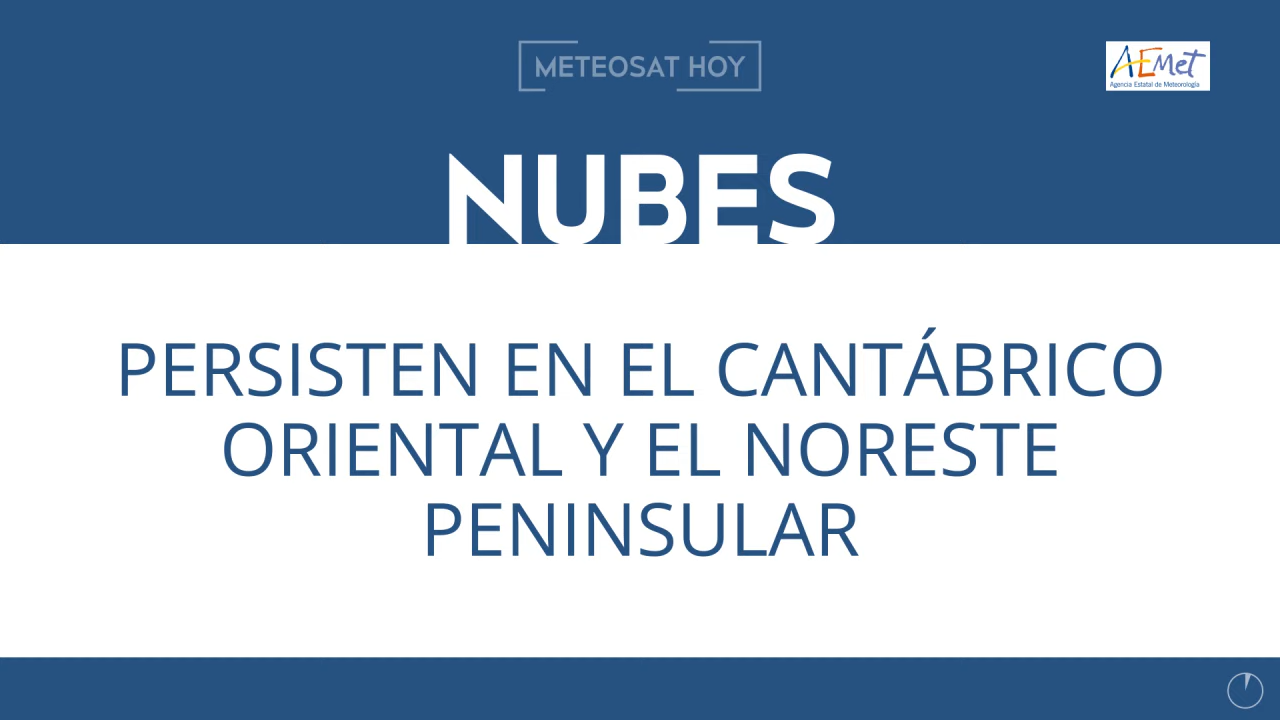 METEOSAT HOY
AEMet
Agencia Estatal de Meteorología
NUBES
PERSISTEN EN EL CANTÁBRICO
ORIENTAL Y EL NORESTE
PENINSULAR